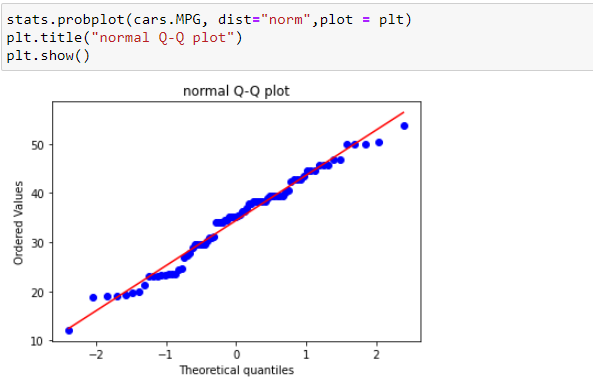 stats.probplot(cars.MPG, dist="norm",plot = plt)
plt.title("normal Q-Q plot")
plt.show()
normal Q-Q plot
Ordered Values
50
40
30
20
10
−2
−1
0
1
2
Theoretical quantiles